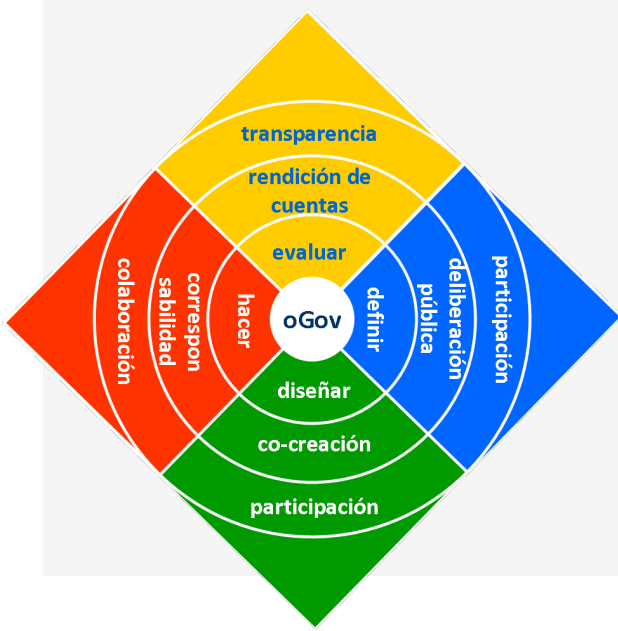 transparencia
rendición de
cuentas
evaluar
colaboración
correspon
sabilidad
hacer
oGov
definir
deliberación
pública
participación
diseñar
co-creación
participación